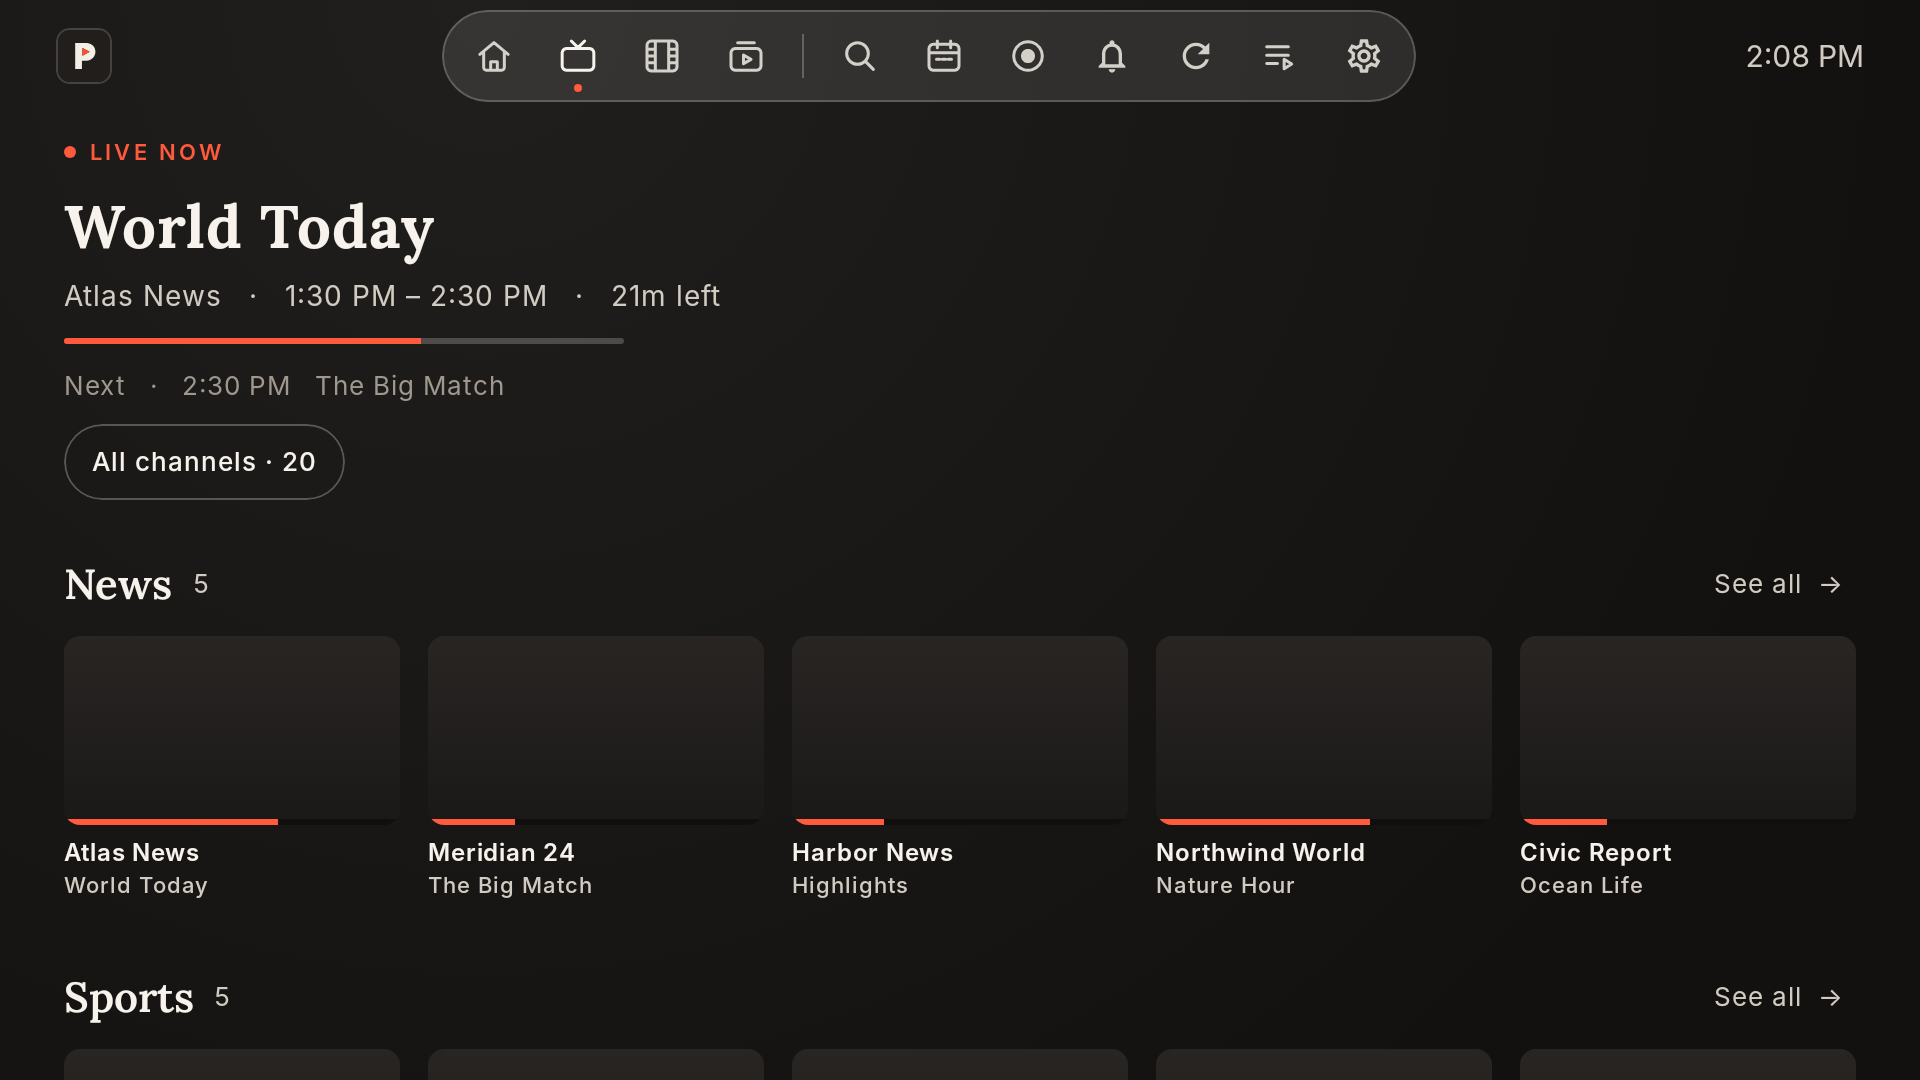 P
2:08 PM
LIVE NOW
World Today
Atlas News · 1:30 PM – 2:30 PM · 21m left
Next · 2:30 PM The Big Match
All channels · 20
News 5
See all →
Atlas News
World Today
Meridian 24
The Big Match
Harbor News
Highlights
Northwind World
Nature Hour
Civic Report
Ocean Life
Sports 5
See all →